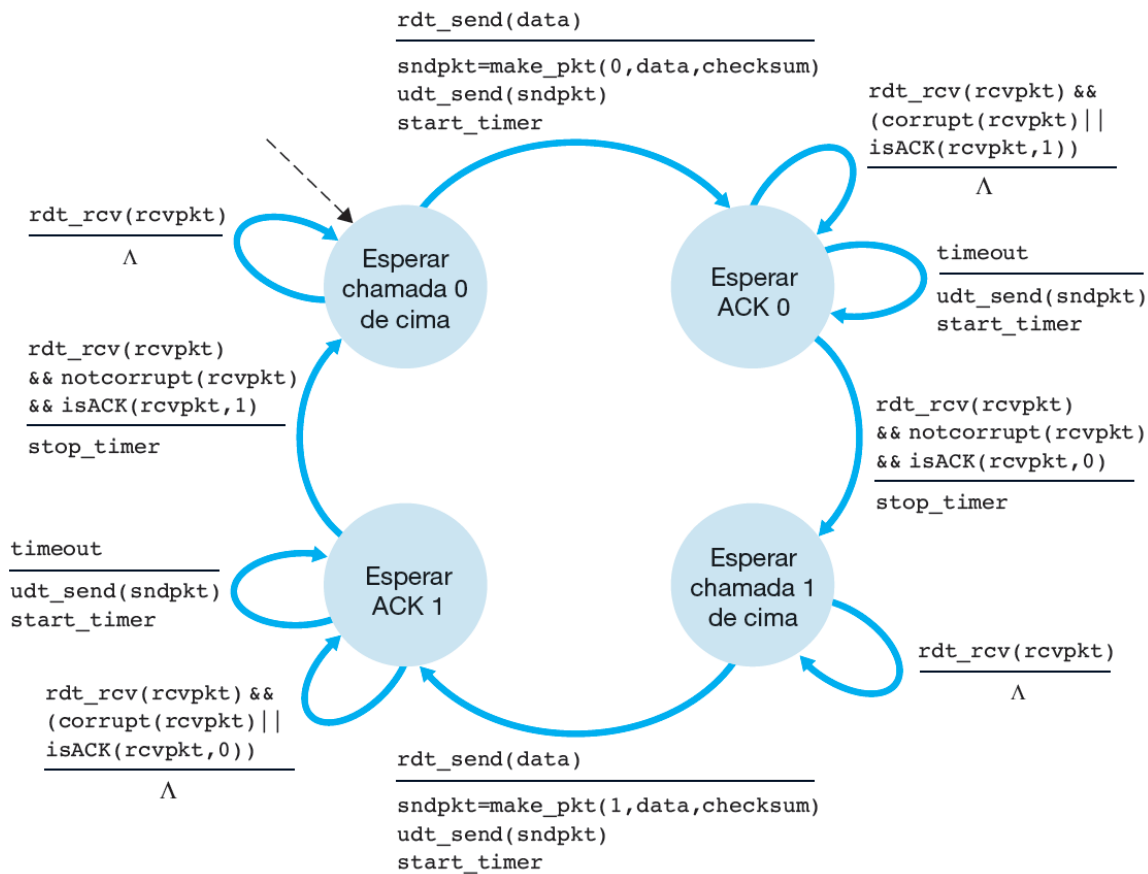 rdt_send(data)
sndpkt=make_pkt(0,data,checksum)
udt_send(sndpkt)
start_timer
rdt_rcv(rcvpkt) &&
(corrupt(rcvpkt)||
isACK(rcvpkt,1))
Λ
rdt_rcv(rcvpkt)
Λ
Esperar
chamada 0
de cima
Esperar
ACK 0
timeout
udt_send(sndpkt)
start_timer
rdt_rcv(rcvpkt)
&& notcorrupt(rcvpkt)
&& isACK(rcvpkt,1)
stop_timer
rdt_rcv(rcvpkt)
&& notcorrupt(rcvpkt)
&& isACK(rcvpkt,0)
stop_timer
timeout
udt_send(sndpkt)
start_timer
Esperar
ACK 1
Esperar
chamada 1
de cima
rdt_rcv(rcvpkt)
Λ
rdt_rcv(rcvpkt) &&
(corrupt(rcvpkt)||
isACK(rcvpkt,0))
Λ
rdt_send(data)
sndpkt=make_pkt(1,data,checksum)
udt_send(sndpkt)
start_timer